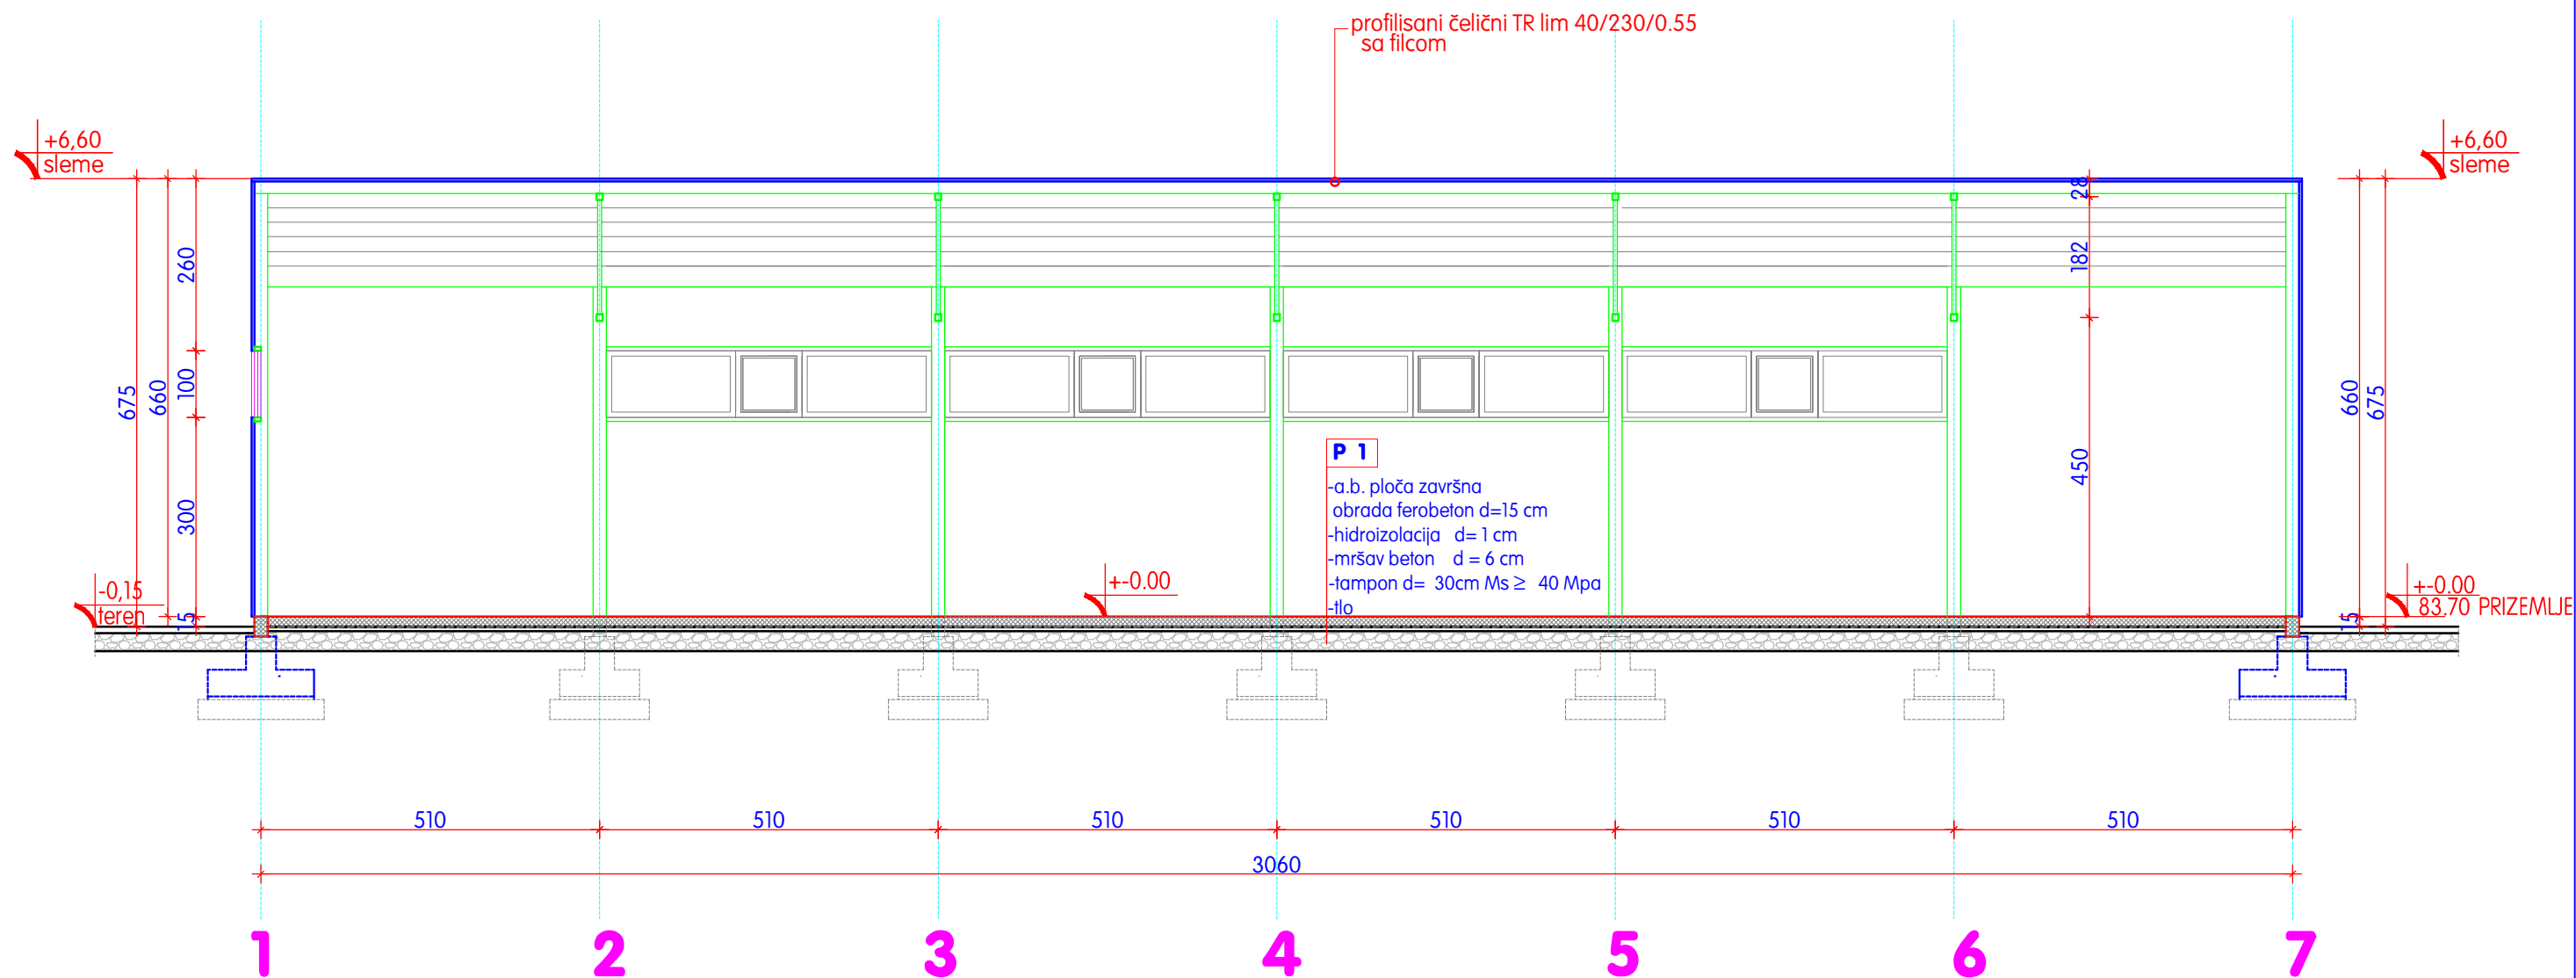 profilisani čelični TR lim 40/230/0.55
sa filcom
+6,60
sleme
+6,60
sleme
28
260
182
100
675
660
660
675
450
P 1
-a.b. ploča završna
obrada ferobeton d=15 cm
-hidroizolacija d= 1 cm
-mršav beton d = 6 cm
-tampon d= 30cm Ms ≥ 40 Mpa
-tlo
300
+-0.00
-0,15
teren
15
+-0.00
83.70 PRIZEMLJE
15
510
510
510
510
510
510
3060
1
2
3
4
5
6
7